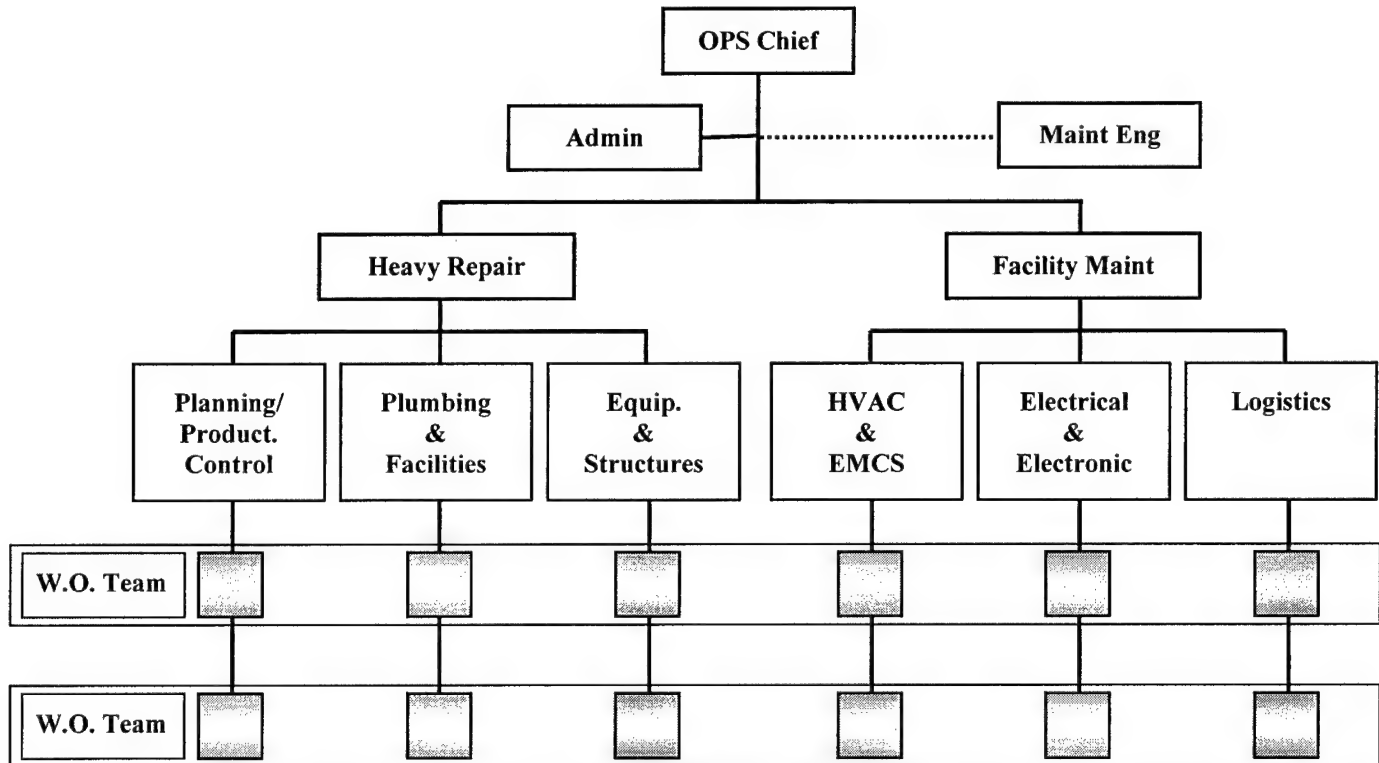 OPS Chief
Admin
Maint Eng
Heavy Repair
Facility Maint
Planning/
Product.
Control
Plumbing
&
Facilities
Equip.
&
Structures
HVAC
&
EMCS
Electrical
&
Electronic
Logistics
W.O. Team
W.O. Team